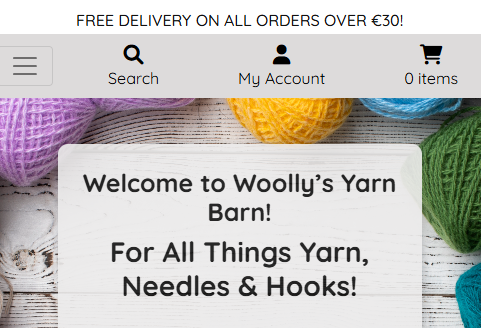 FREE DELIVERY ON ALL ORDERS OVER €30!
Search
My Account
0 items
Welcome to Woolly’s Yarn
Barn!
For All Things Yarn,
Needles & Hooks!